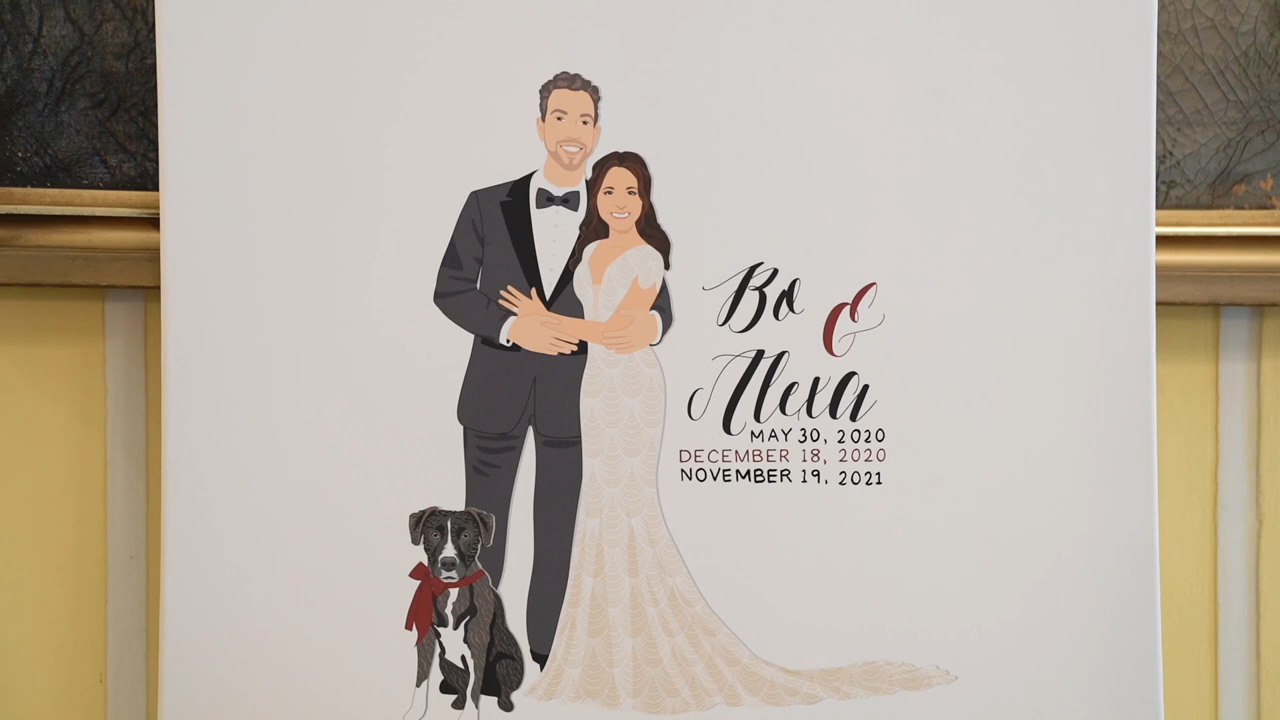 Bo &
Alexa
MAY 30, 2020
DECEMBER 18, 2020
NOVEMBER 19, 2021